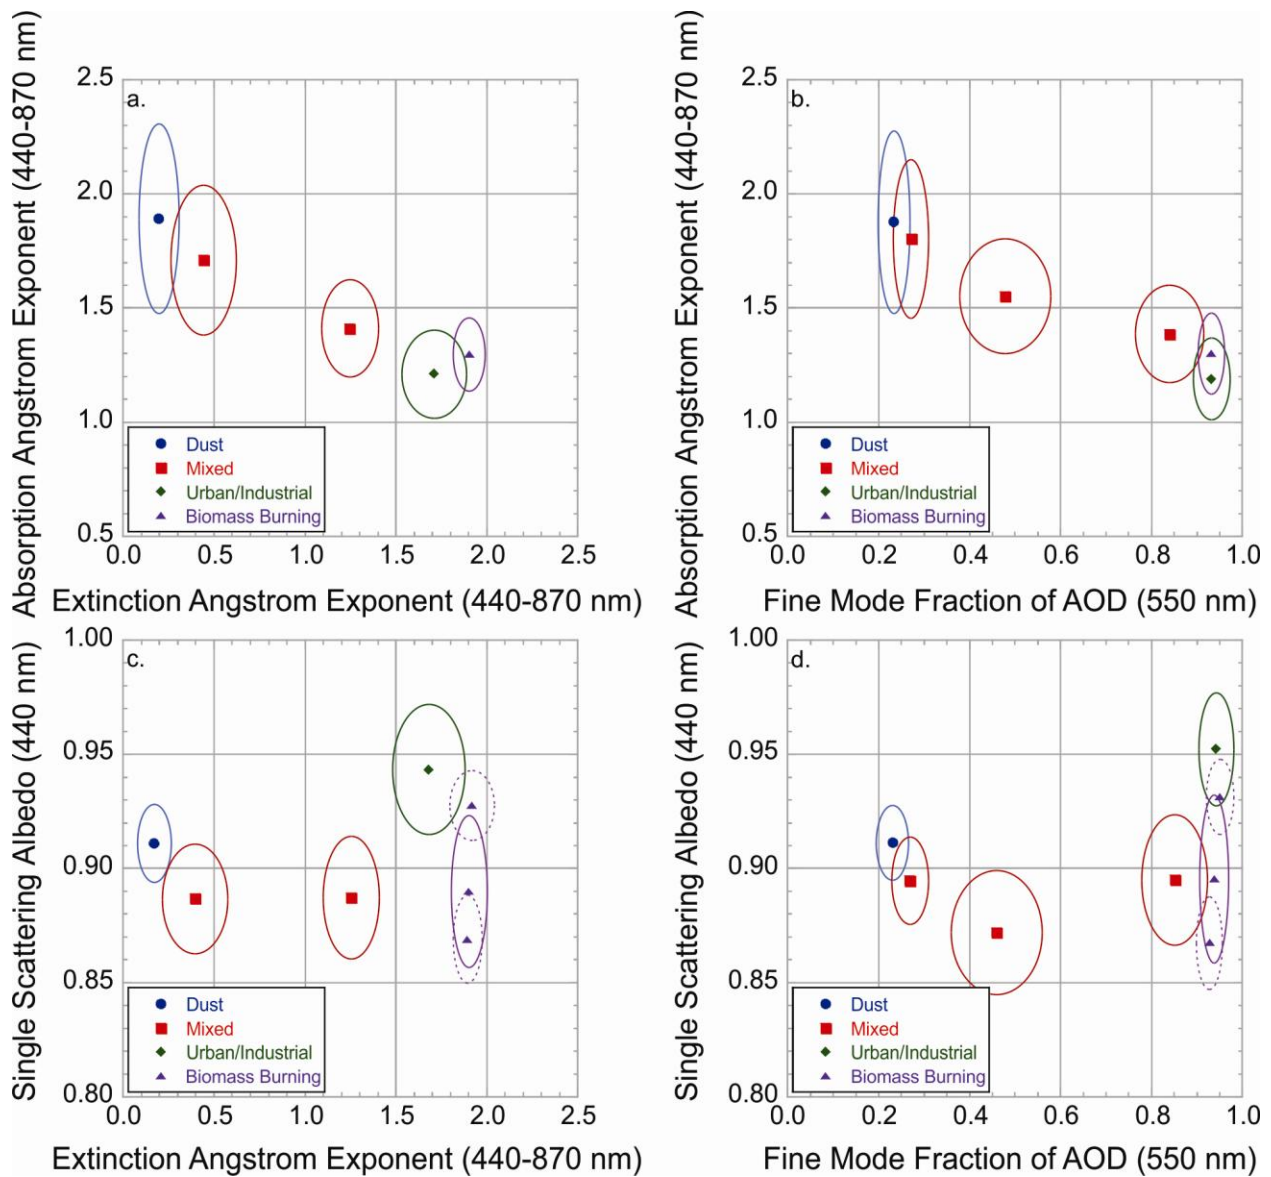 Absorption Angstrom Exponent (440-870 nm)
a.
2.5
2.0
1.5
1.0
0.5
Dust
Mixed
Urban/Industrial
Biomass Burning
0.0 0.5 1.0 1.5 2.0 2.5
Extinction Angstrom Exponent (440-870 nm)
Absorption Angstrom Exponent (440-870 nm)
b.
2.5
2.0
1.5
1.0
0.5
Dust
Mixed
Urban/Industrial
Biomass Burning
0.0 0.2 0.4 0.6 0.8 1.0
Fine Mode Fraction of AOD (550 nm)
Single Scattering Albedo (440 nm)
c.
1.00
0.95
0.90
0.85
0.80
Dust
Mixed
Urban/Industrial
Biomass Burning
0.0 0.5 1.0 1.5 2.0 2.5
Extinction Angstrom Exponent (440-870 nm)
Single Scattering Albedo (440 nm)
d.
1.00
0.95
0.90
0.85
0.80
Dust
Mixed
Urban/Industrial
Biomass Burning
0.0 0.2 0.4 0.6 0.8 1.0
Fine Mode Fraction of AOD (550 nm)